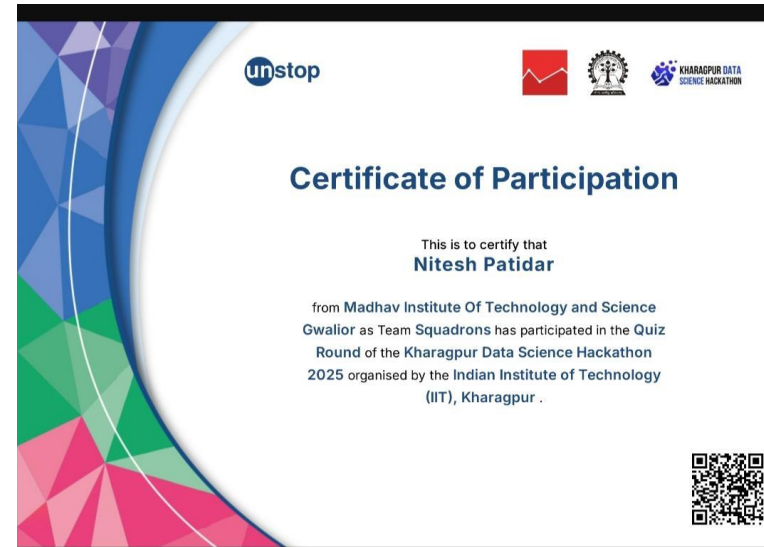 unstop
KHARAGPUR DATA
SCIENCE HACKATHON
Certificate of Participation
This is to certify that
Nitesh Patidar
from Madhav Institute Of Technology and Science
Gwalior as Team Squadrons has participated in the Quiz
Round of the Kharagpur Data Science Hackathon
2025 organised by the Indian Institute of Technology
(IIT), Kharagpur .